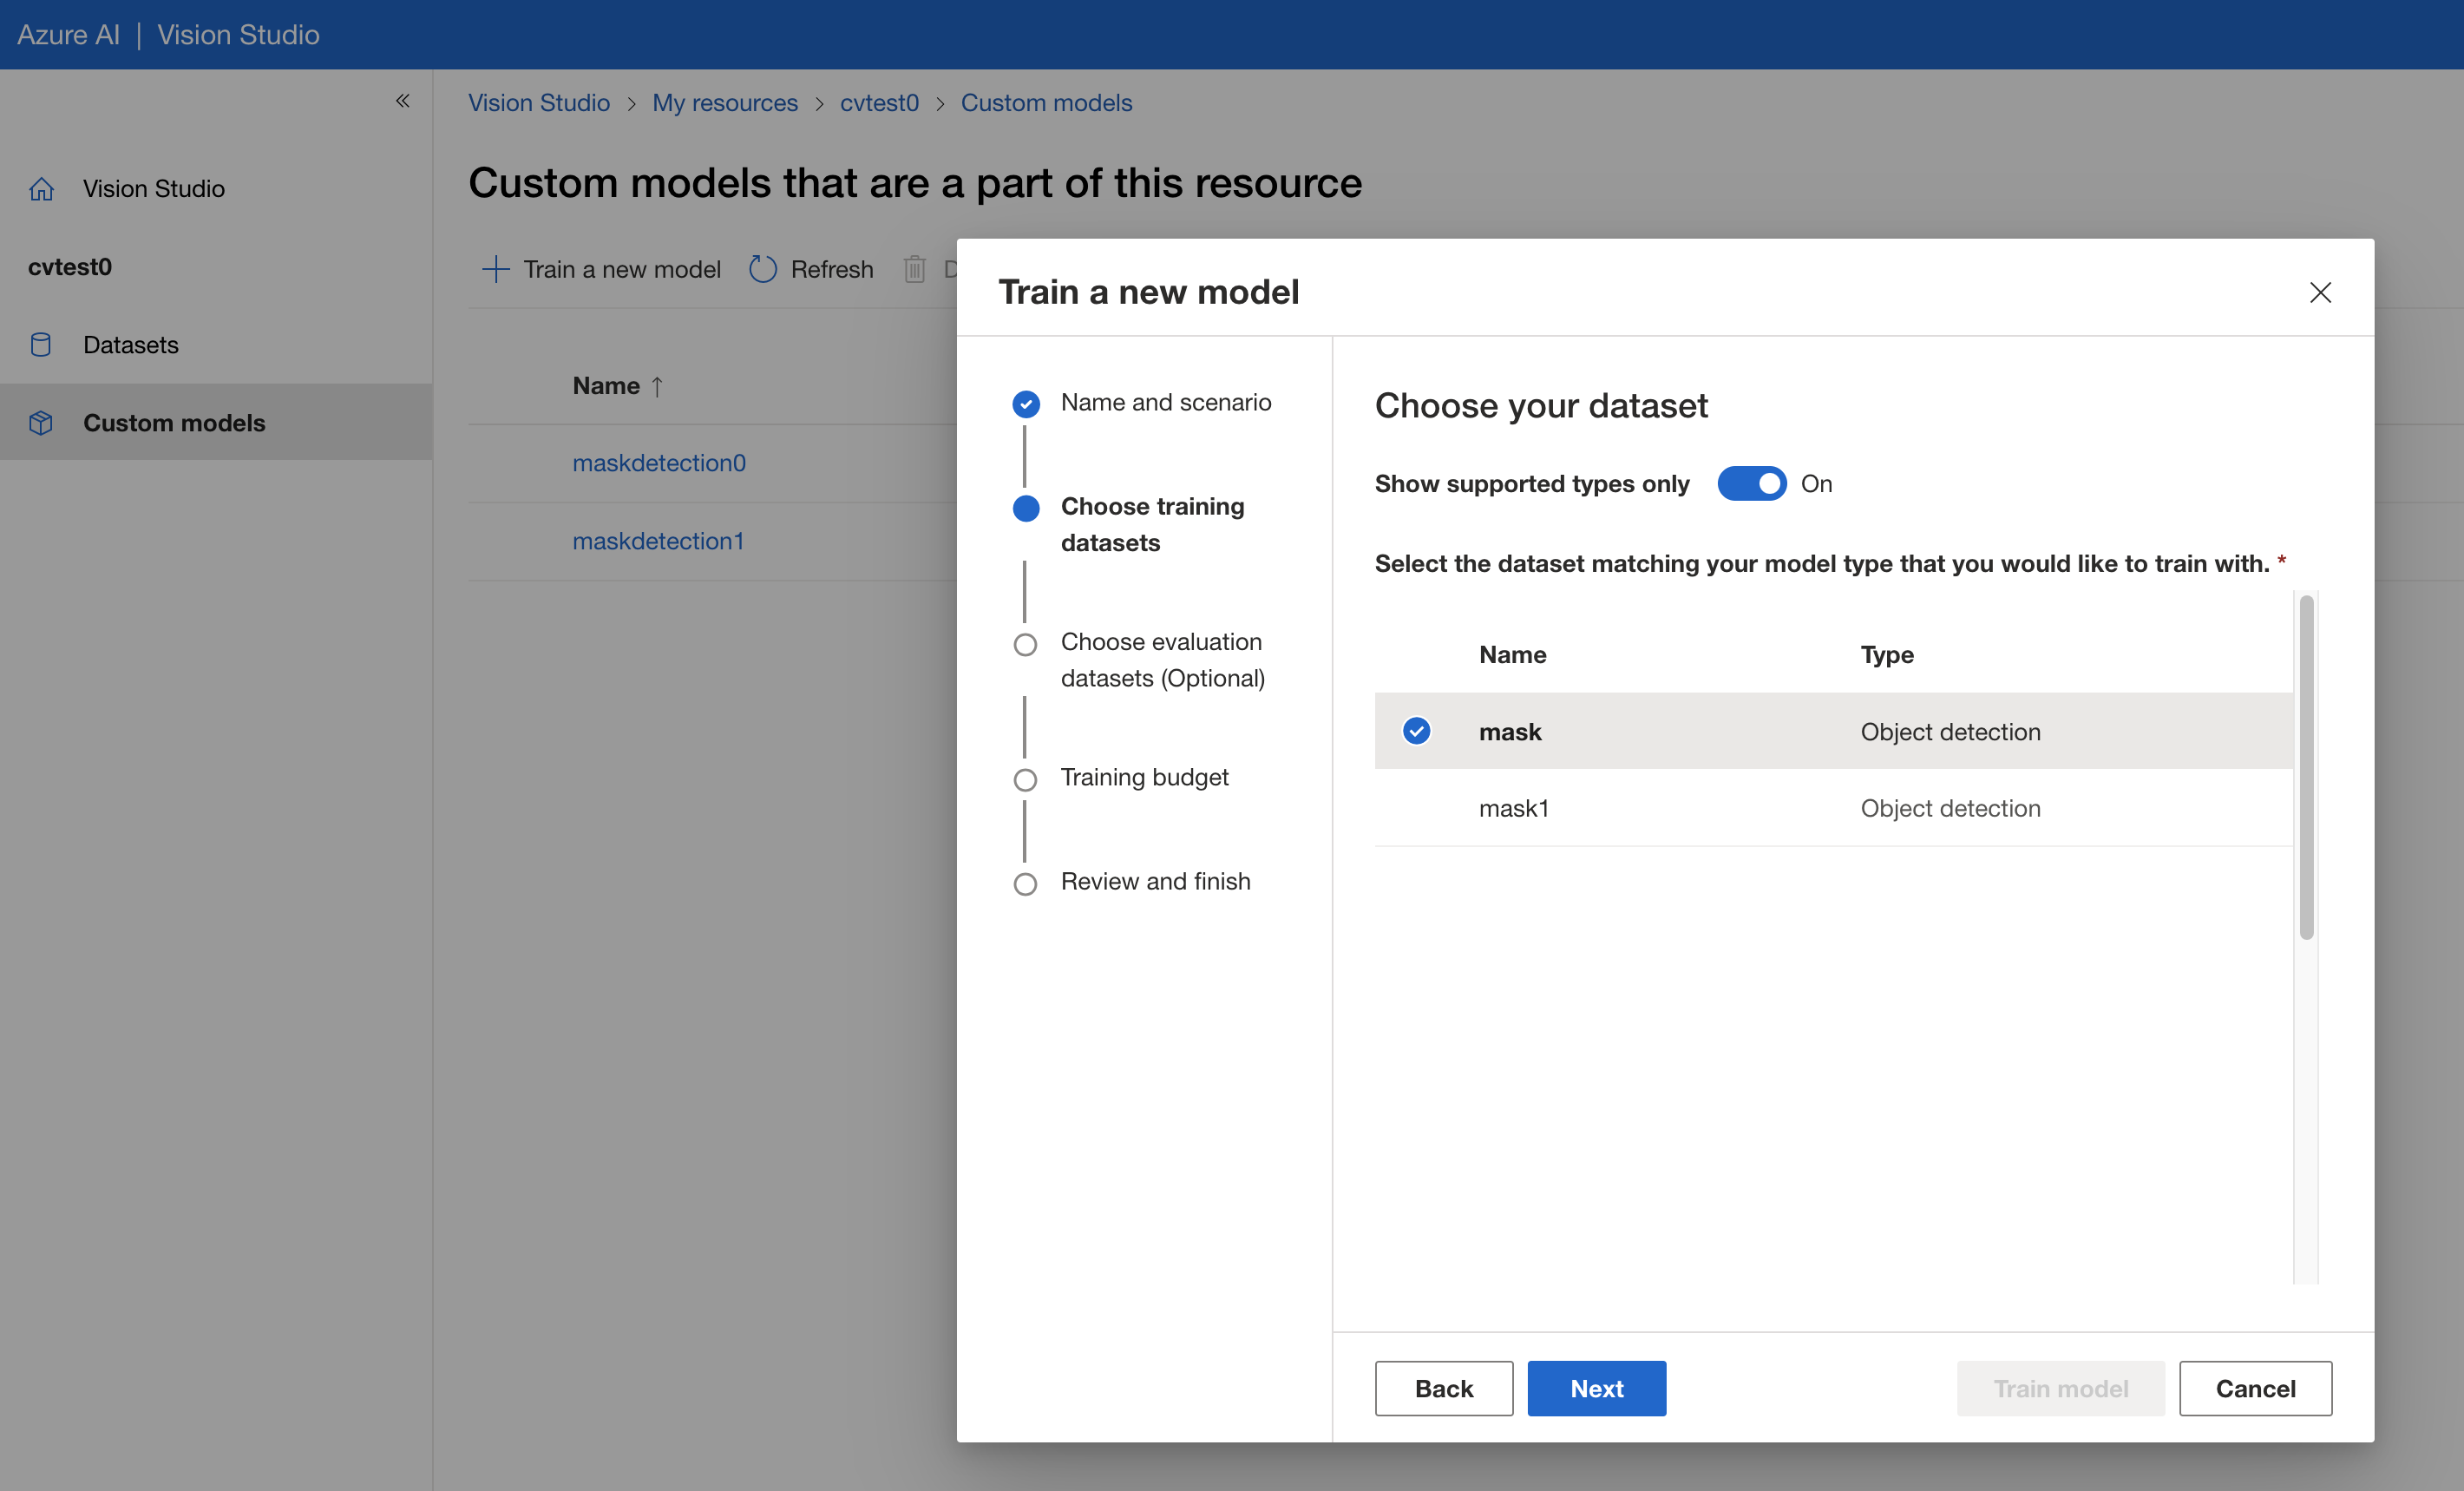 Azure AI | Vision Studio
Vision Studio > My resources > cvtest0 > Custom models
Vision Studio
cvtest0
Datasets
Custom models
Custom models that are a part of this resource
Train a new model Refresh D
Name ↑
maskdetection0
maskdetection1
Train a new model
Name and scenario
Choose training
datasets
Choose evaluation
datasets (Optional)
Training budget
Review and finish
Choose your dataset
Show supported types only On
Select the dataset matching your model type that you would like to train with. *
Name Type
mask Object detection
mask1 Object detection
Back Next Train model Cancel